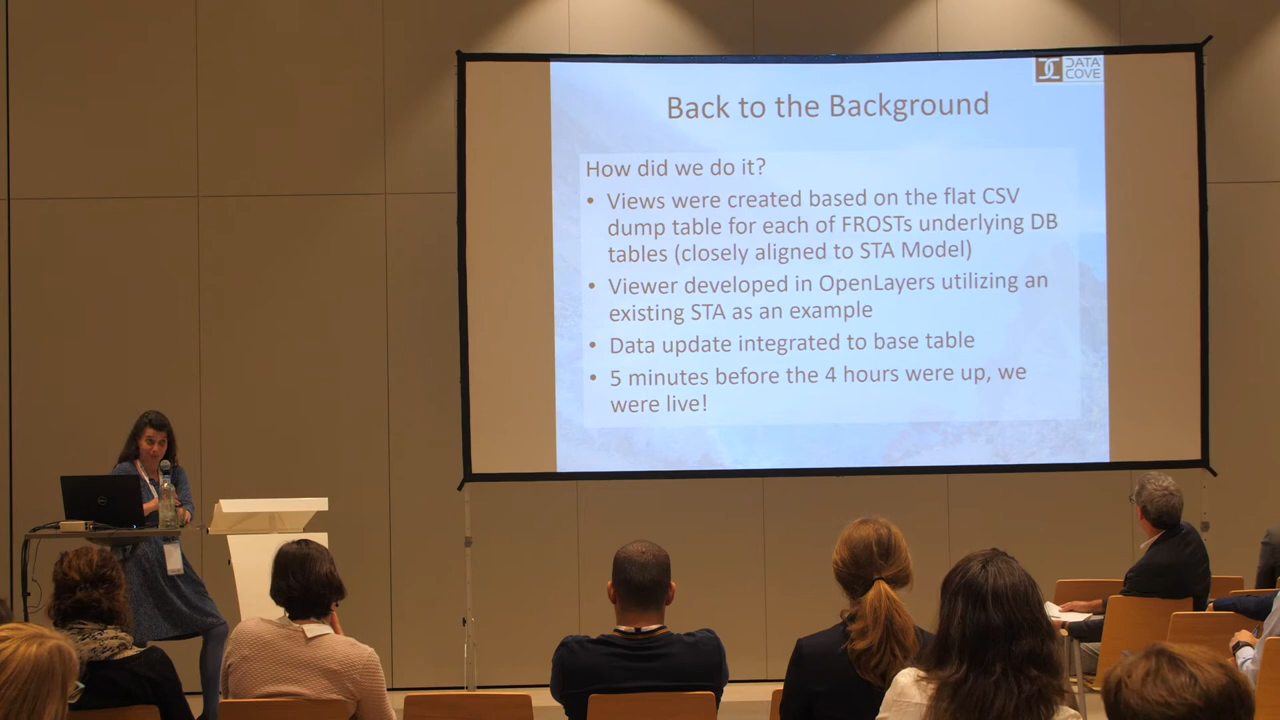 DATA
COVE
Back to the Background
How did we do it?
• Views were created based on the flat CSV
dump table for each of FROSTs underlying DB
tables (closely aligned to STA Model)
• Viewer developed in OpenLayers utilizing an
existing STA as an example
• Data update integrated to base table
• 5 minutes before the 4 hours were up, we
were live!